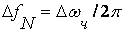 Δf_N = Δω_ч / 2π